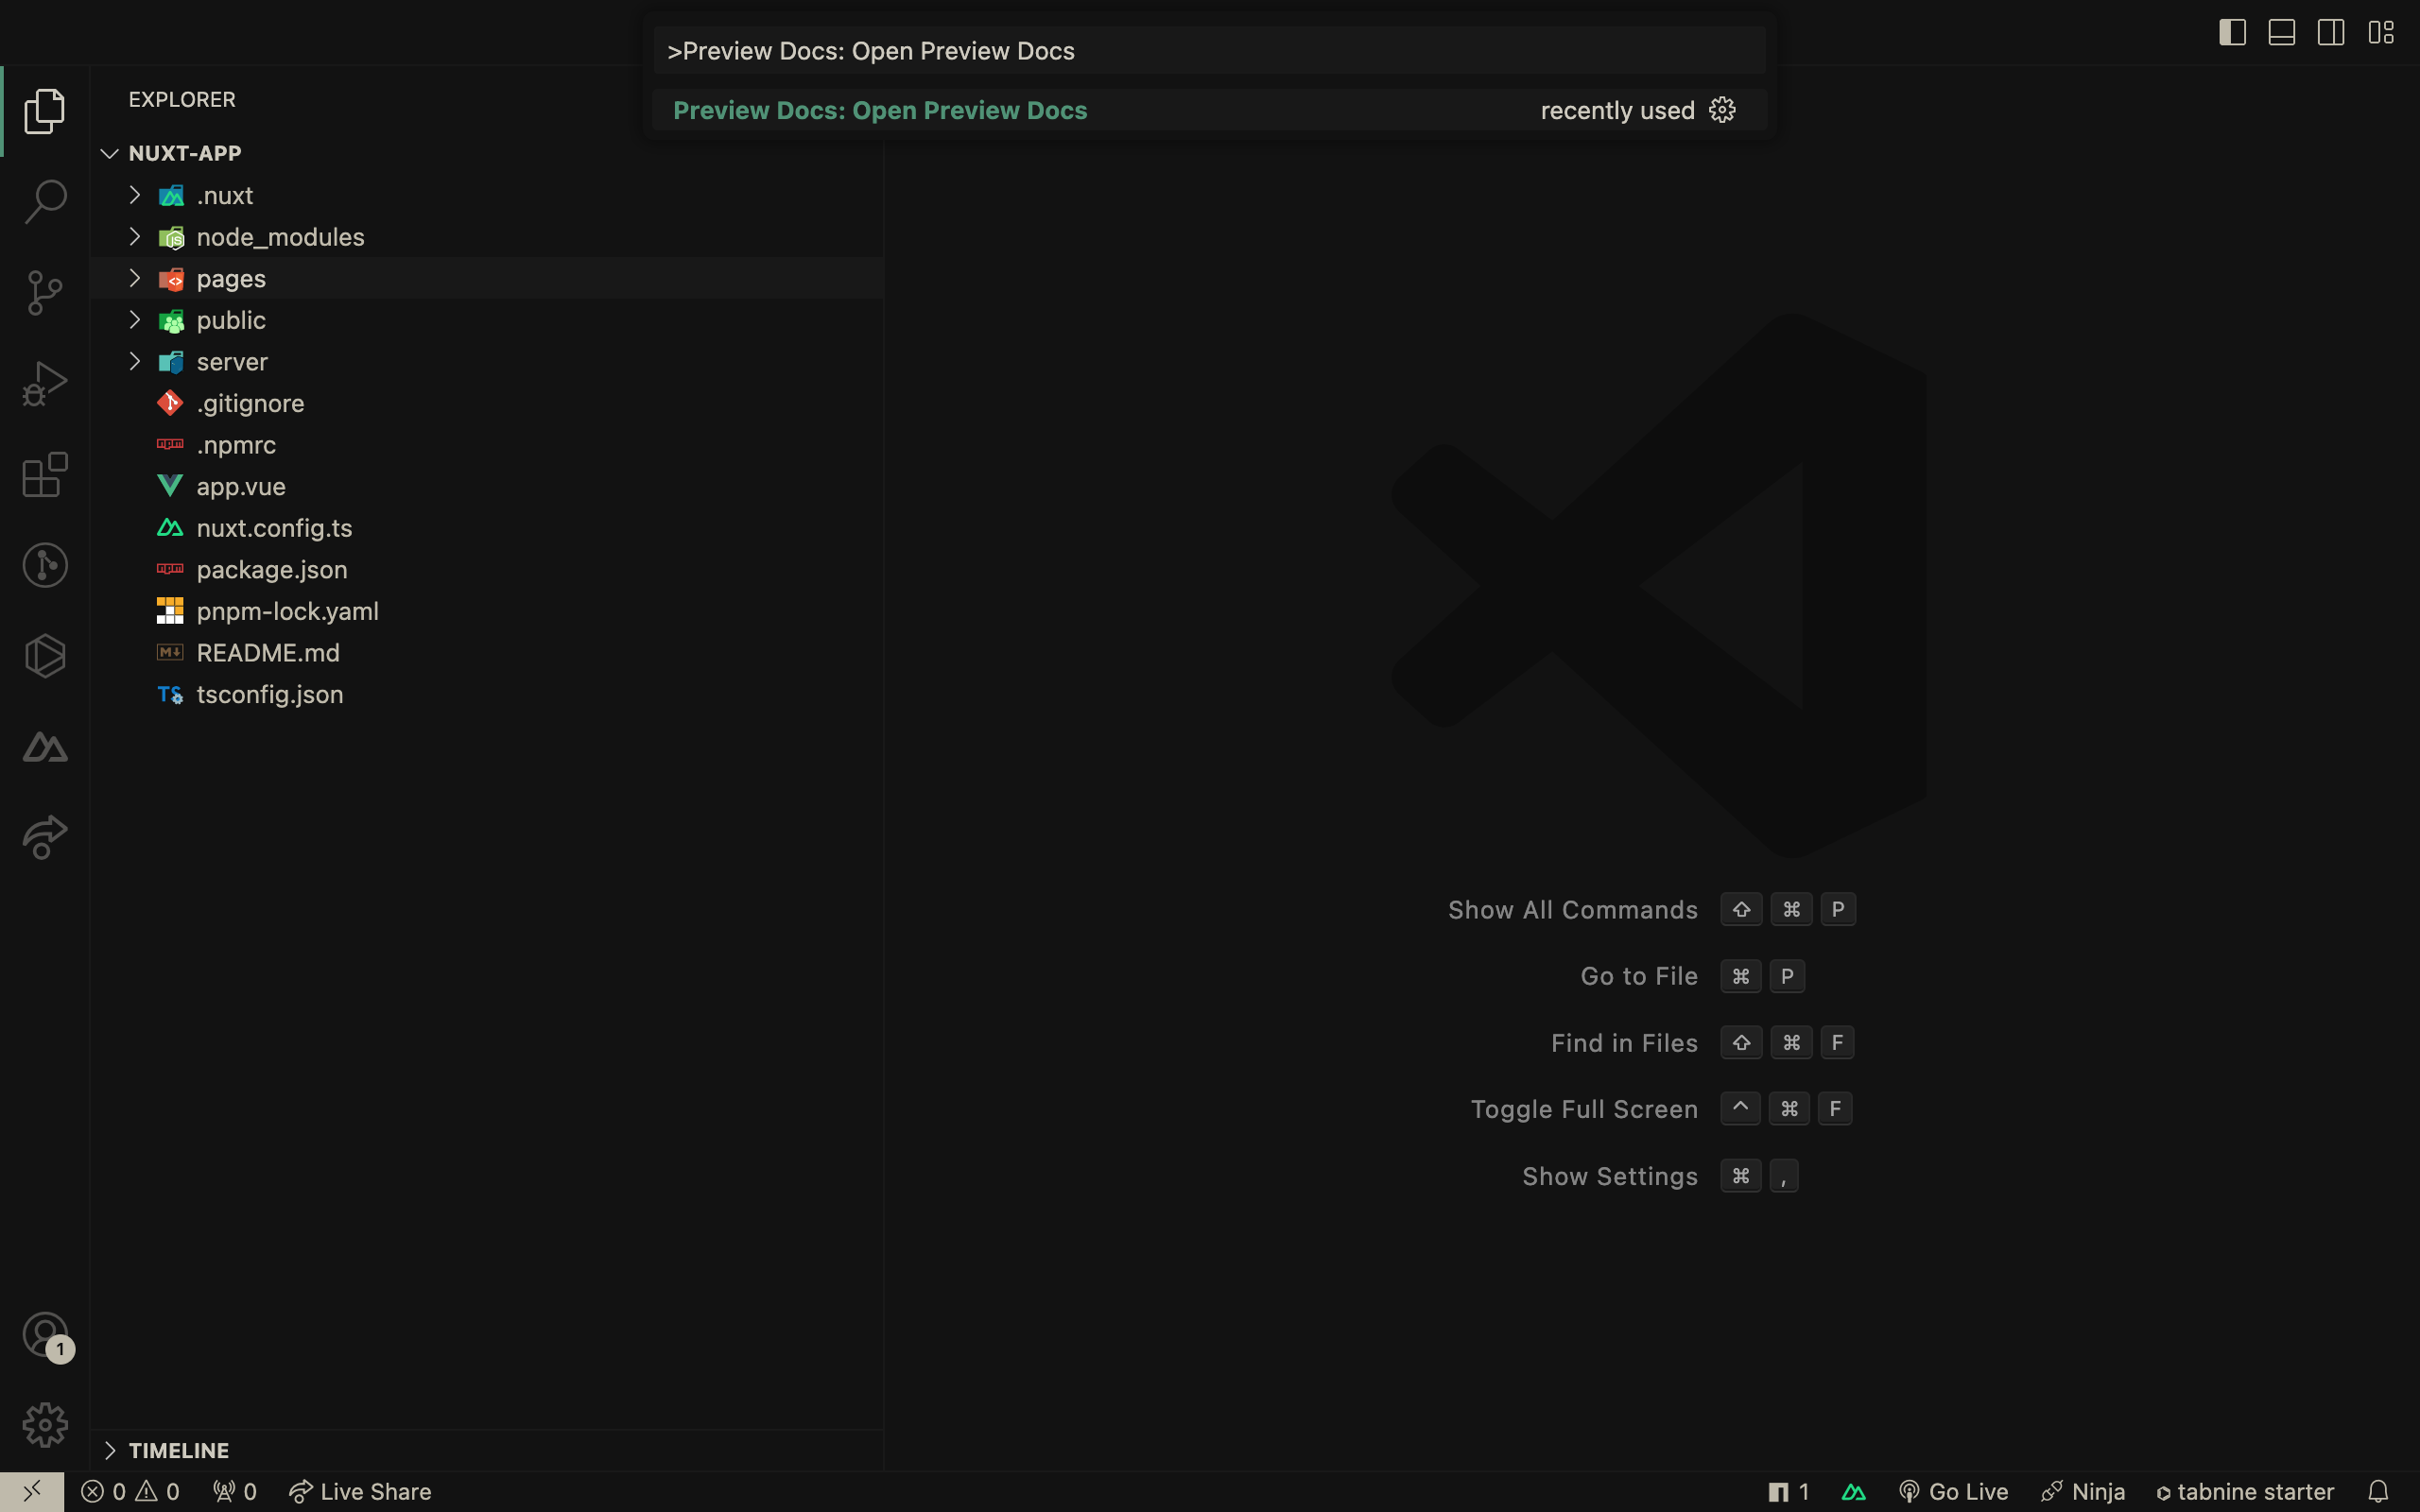 >Preview Docs: Open Preview Docs
Preview Docs: Open Preview Docs recently used
EXPLORER
NUXT-APP
.nuxt
node_modules
pages
public
server
.gitignore
.npmrc
app.vue
nuxt.config.ts
package.json
pnpm-lock.yaml
README.md
tsconfig.json
Show All Commands ⇧ ⌘ P
Go to File ⌘ P
Find in Files ⇧ ⌘ F
Toggle Full Screen ^ ⌘ F
Show Settings ⌘ ,
1
TIMELINE
0 0 0 Live Share 1 Go Live Ninja tabnine starter